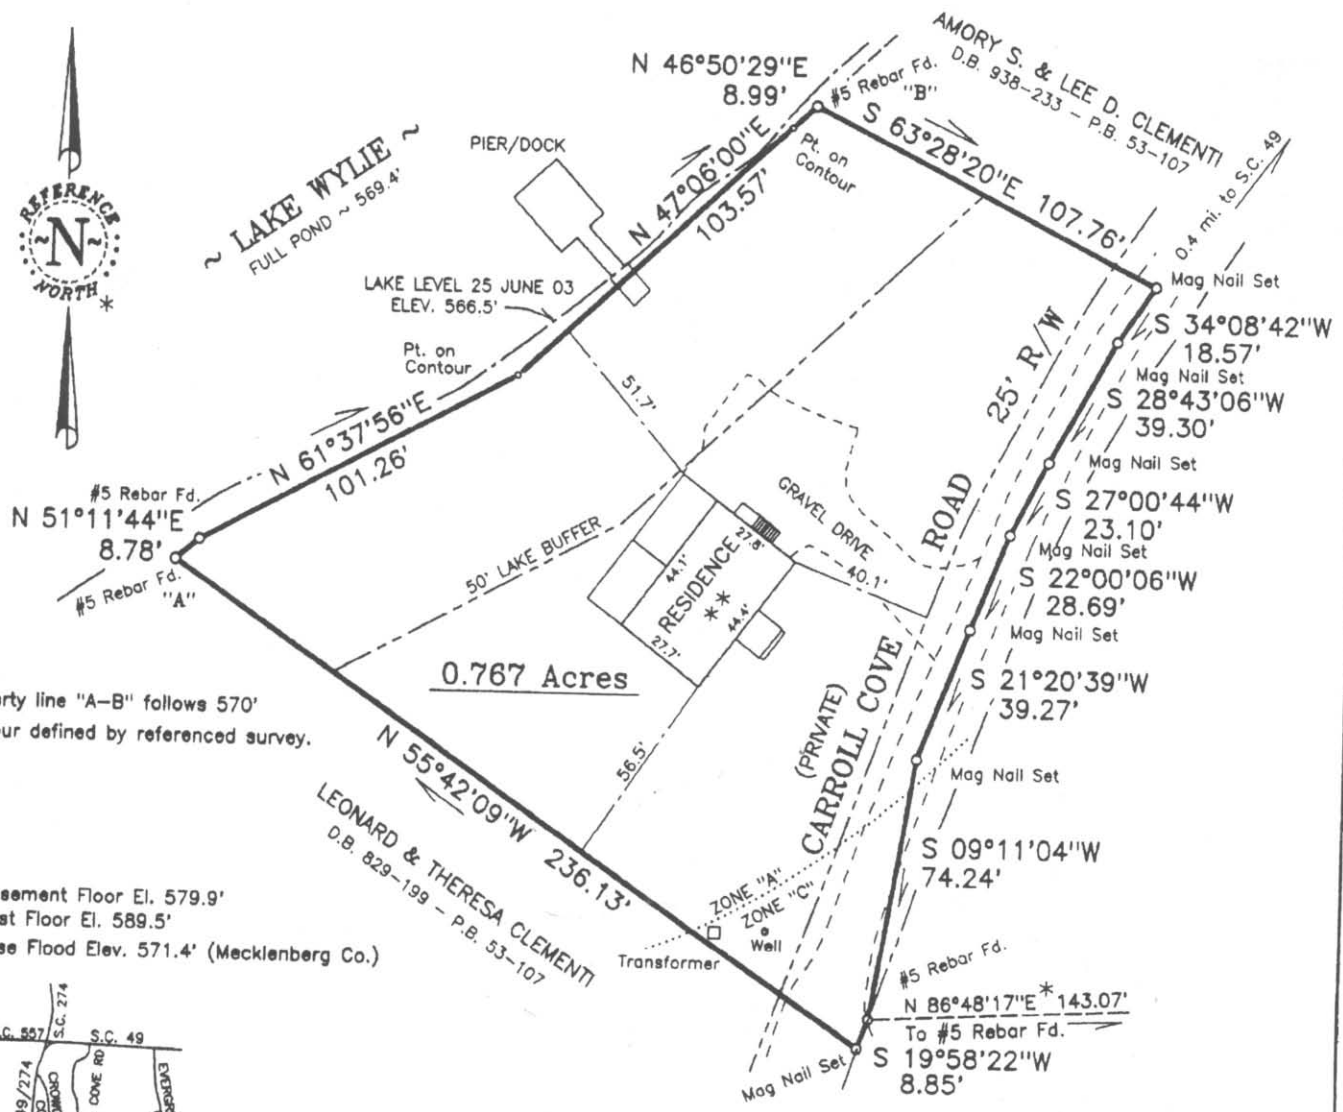 AMORY S. & LEE D. CLEMENTI
D.B. 938-233 - P.B. 53-107
N 46°50'29"E
8.99'
#5 Rebar Fd.
"B"
S 63°28'20"E 107.76'
0.4 mi. to S.C. 49
REFERENCE
~N~
NORTH *
~ LAKE WYLIE ~
FULL POND ~ 569.4'
PIER/DOCK
N 47°06'00"E
103.57'
Pt. on
Contour
LAKE LEVEL 25 JUNE 03
ELEV. 566.5'
Pt. on
Contour
Mag Nail Set
S 34°08'42"W
18.57'
Mag Nail Set
S 28°43'06"W
39.30'
Mag Nail Set
S 27°00'44"W
23.10'
Mag Nail Set
S 22°00'06"W
28.69'
Mag Nail Set
S 21°20'39"W
39.27'
Mag Nail Set
S 09°11'04"W
74.24'
25' R/W
ROAD
CARROLL COVE
(PRIVATE)
N 61°37'56"E
101.26'
#5 Rebar Fd.
N 51°11'44"E
8.78'
#5 Rebar Fd.
"A"
51.7'
50' LAKE BUFFER
GRAVEL DRIVE
40.1'
27.8'
44.1'
RESIDENCE
**
44.4'
27.7'
0.767 Acres
56.5'
rty line "A-B" follows 570'
ur defined by referenced survey.
N 55°42'09"W 236.13'
LEONARD & THERESA CLEMENTI
D.B. 829-199 - P.B. 53-107
ZONE "A"
ZONE "C"
Well
Transformer
sement Floor El. 579.9'
st Floor El. 589.5'
se Flood Elev. 571.4' (Mecklenberg Co.)
#5 Rebar Fd.
N 86°48'17"E * 143.07'
To #5 Rebar Fd.
S 19°58'22"W
8.85'
Mag Nail Set
S.C. 274
.C. 557
S.C. 49
9/274
COVE RD
EVERGR